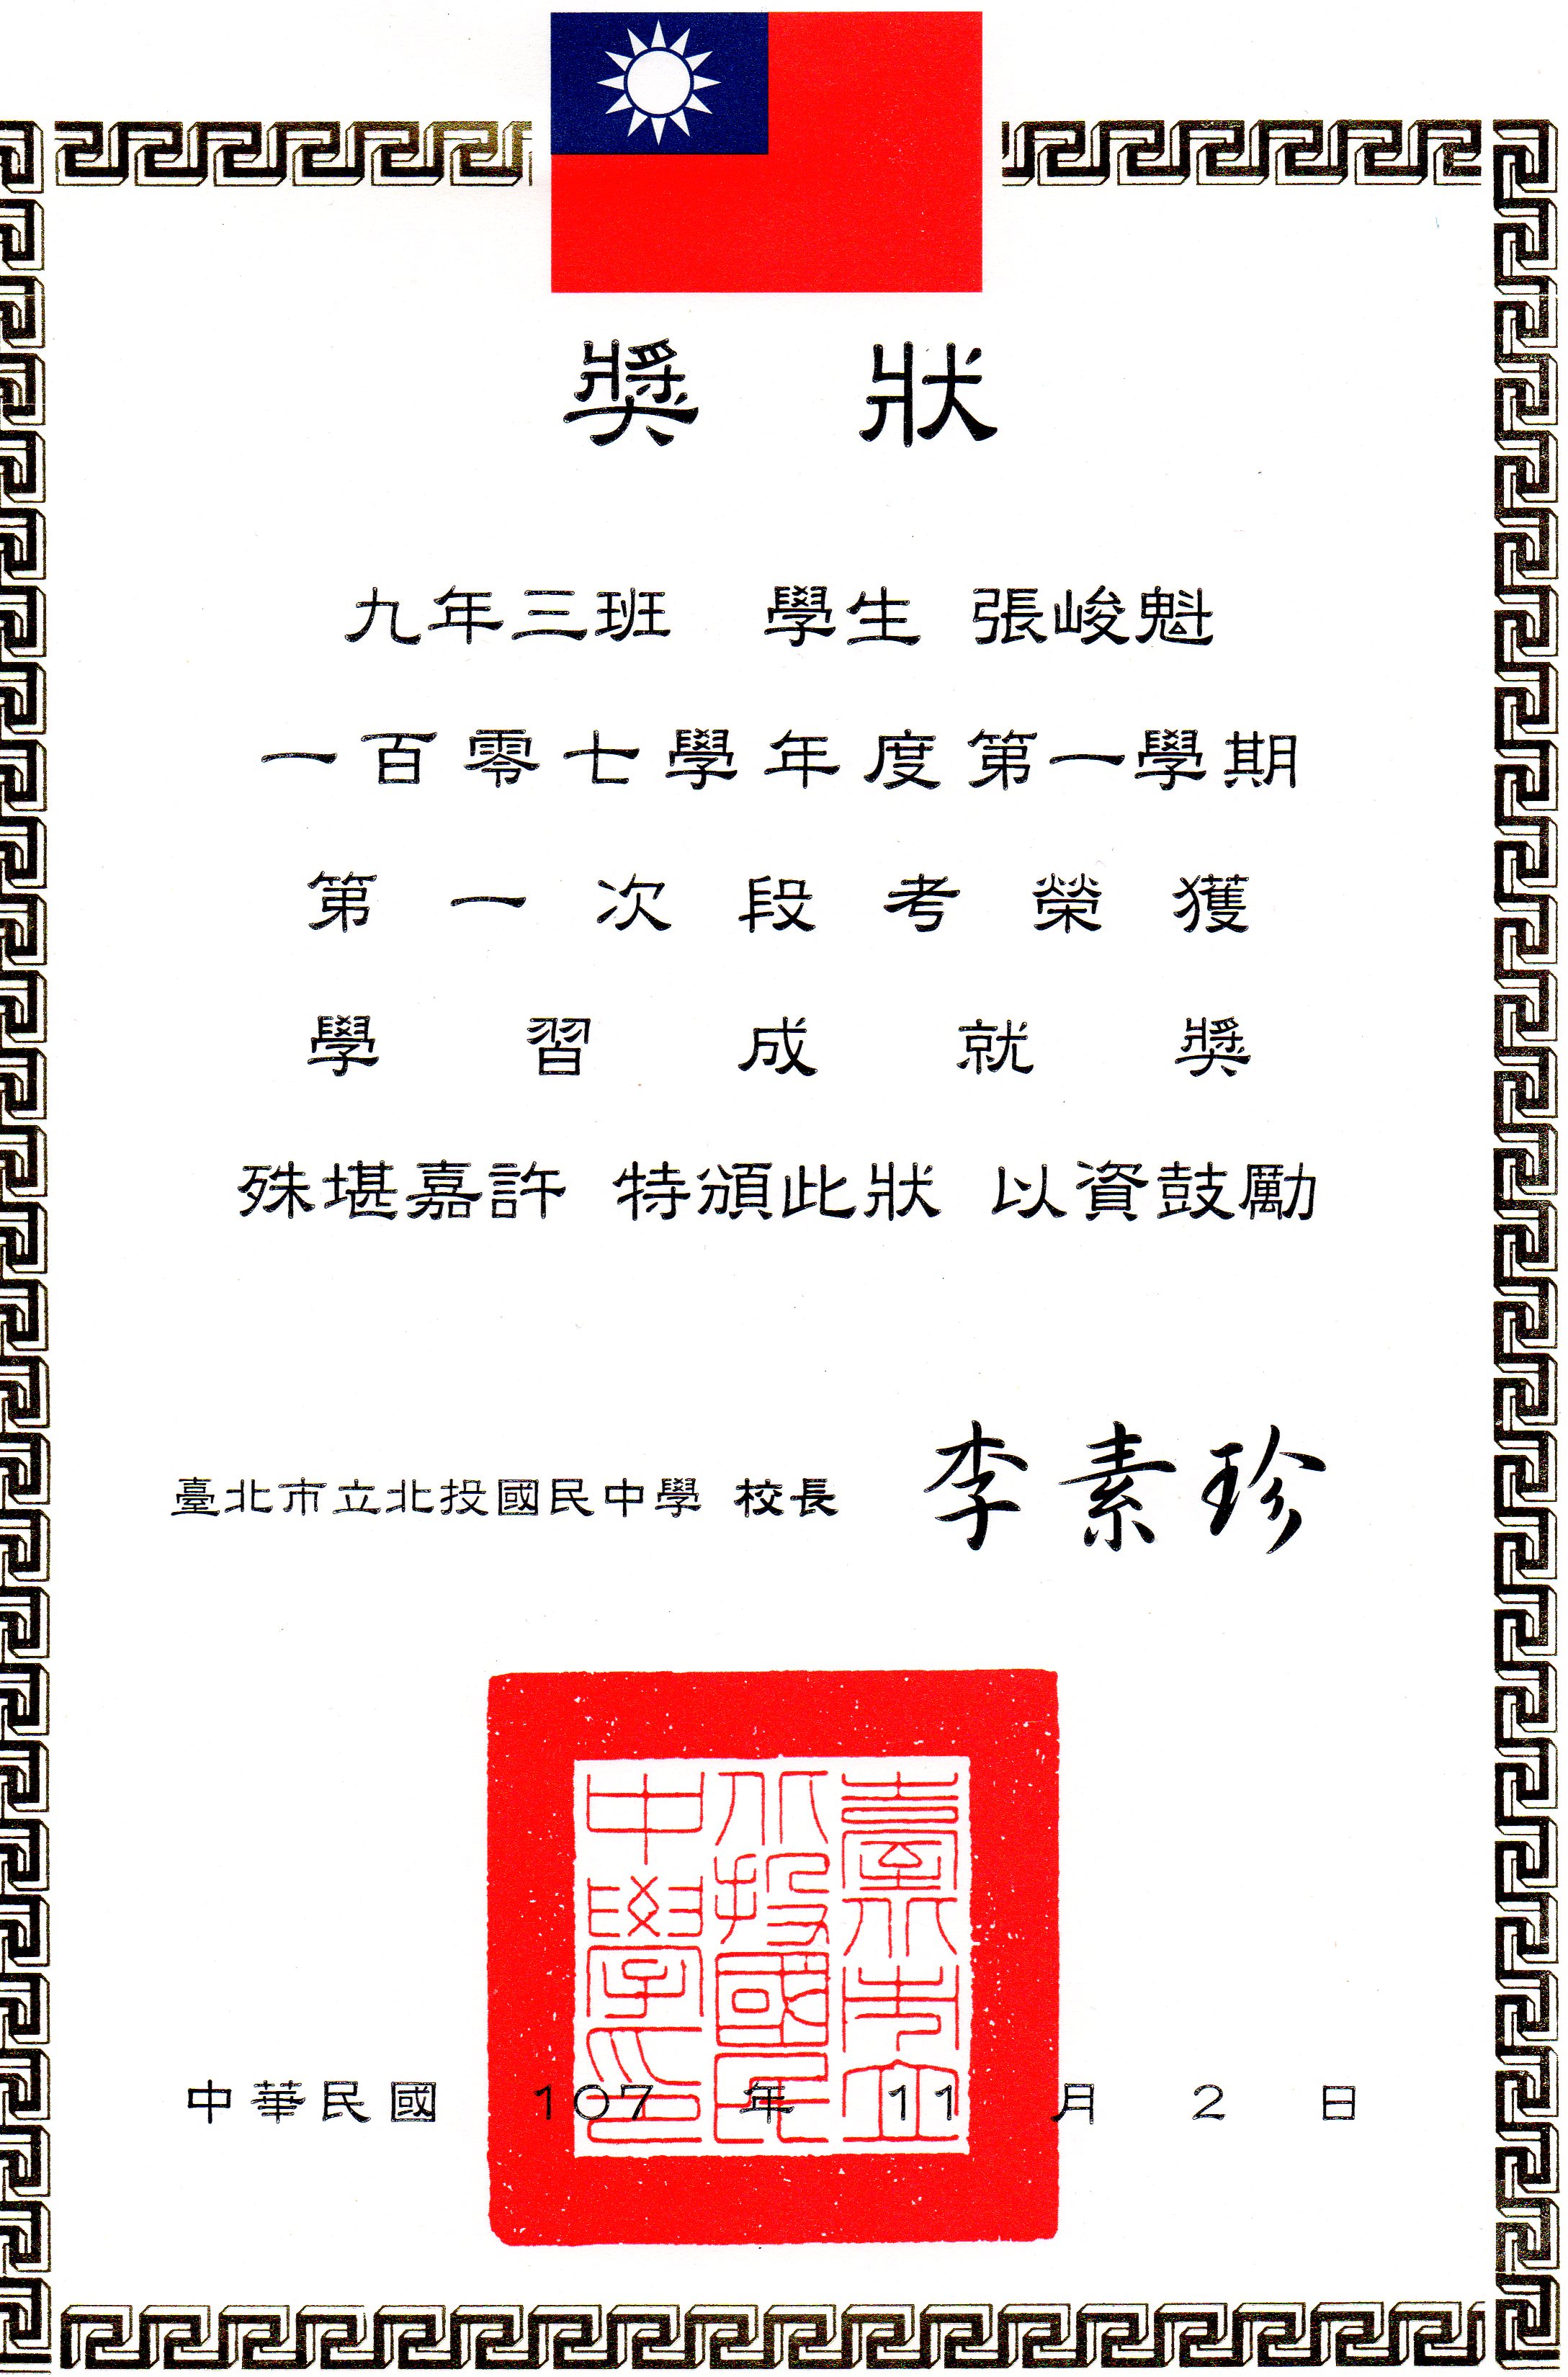 獎狀
九年三班 學生 張峻魁
一百零七學年度第一學期
第一次段考榮獲
學習成就獎
殊堪嘉許 特頒此狀 以資鼓勵
臺北市立北投國民中學 校長 李素珍
臺北市立
北投國民
中學印
中華民國 107 年 11 月 2 日